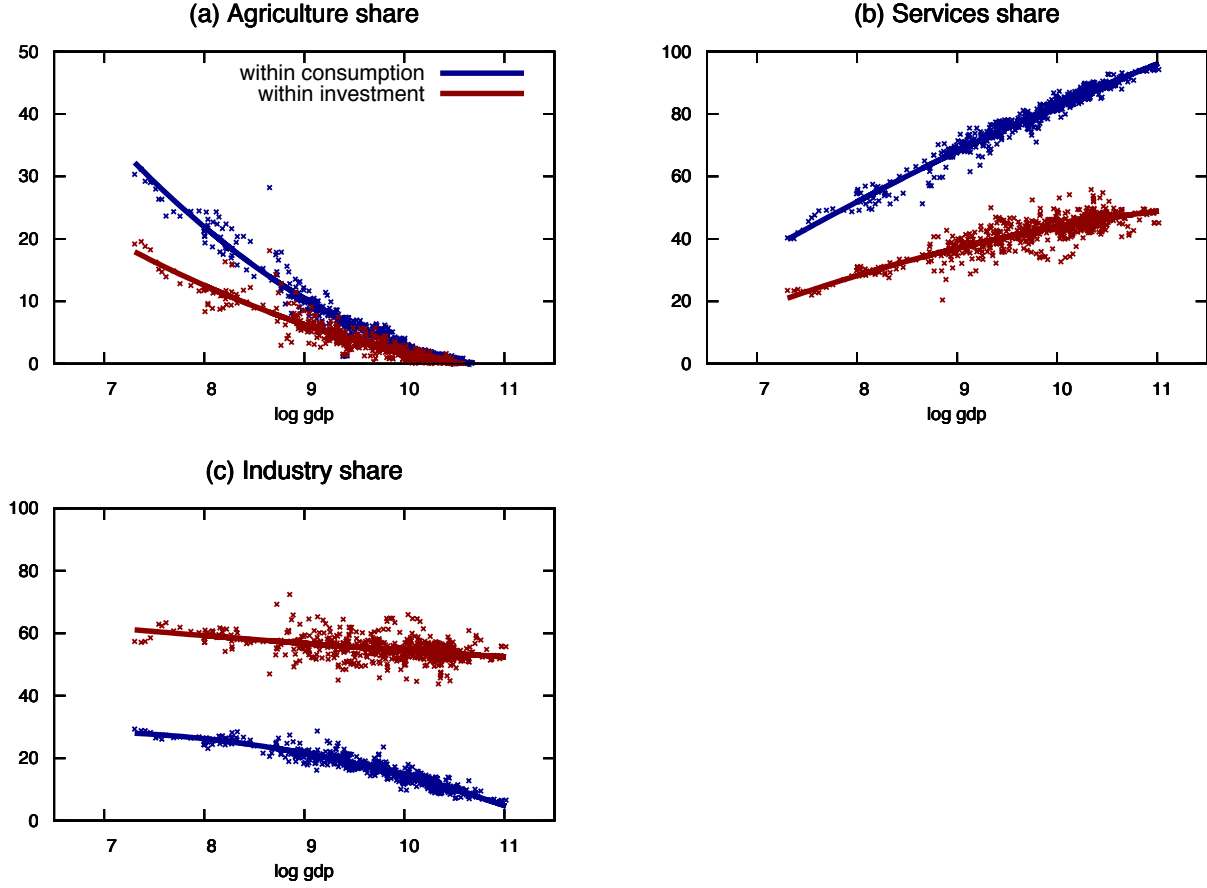 (a) Agriculture share
50
40
30
20
10
0
within consumption
within investment
7 8 9 10 11
log gdp
(b) Services share
100
80
60
40
20
0
7 8 9 10 11
log gdp
(c) Industry share
100
80
60
40
20
0
7 8 9 10 11
log gdp